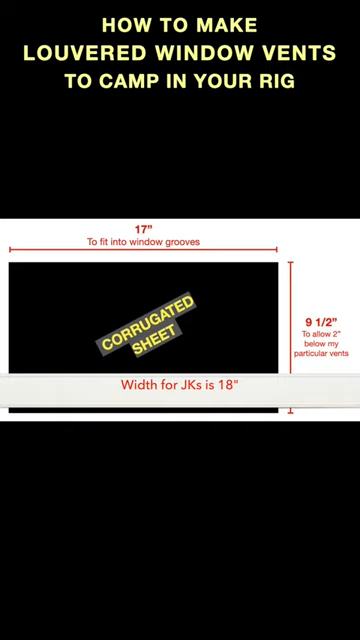 HOW TO MAKE
LOUVERED WINDOW VENTS
TO CAMP IN YOUR RIG
17”
To fit into window grooves
CORRUGATED
SHEET
9 1/2”
To allow 2”
below my
particular vents
Width for JKs is 18"